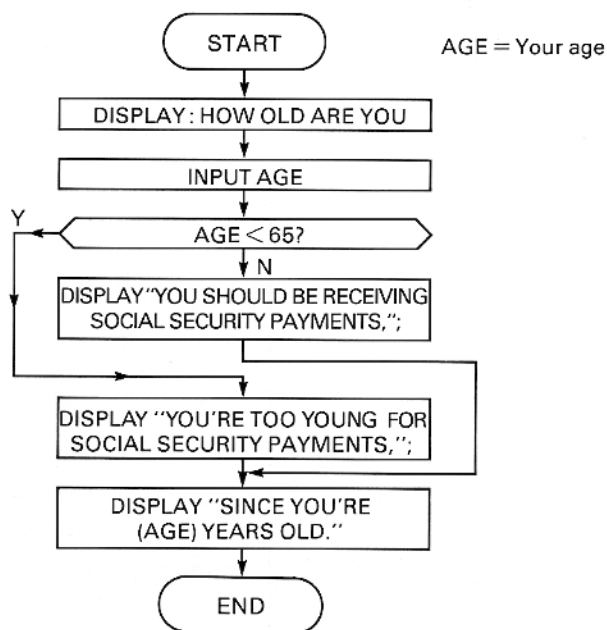 START
AGE = Your age
DISPLAY: HOW OLD ARE YOU
INPUT AGE
Y
AGE < 65?
N
DISPLAY "YOU SHOULD BE RECEIVING
SOCIAL SECURITY PAYMENTS,";
DISPLAY "YOU'RE TOO YOUNG FOR
SOCIAL SECURITY PAYMENTS,";
DISPLAY "SINCE YOU'RE
(AGE) YEARS OLD."
END